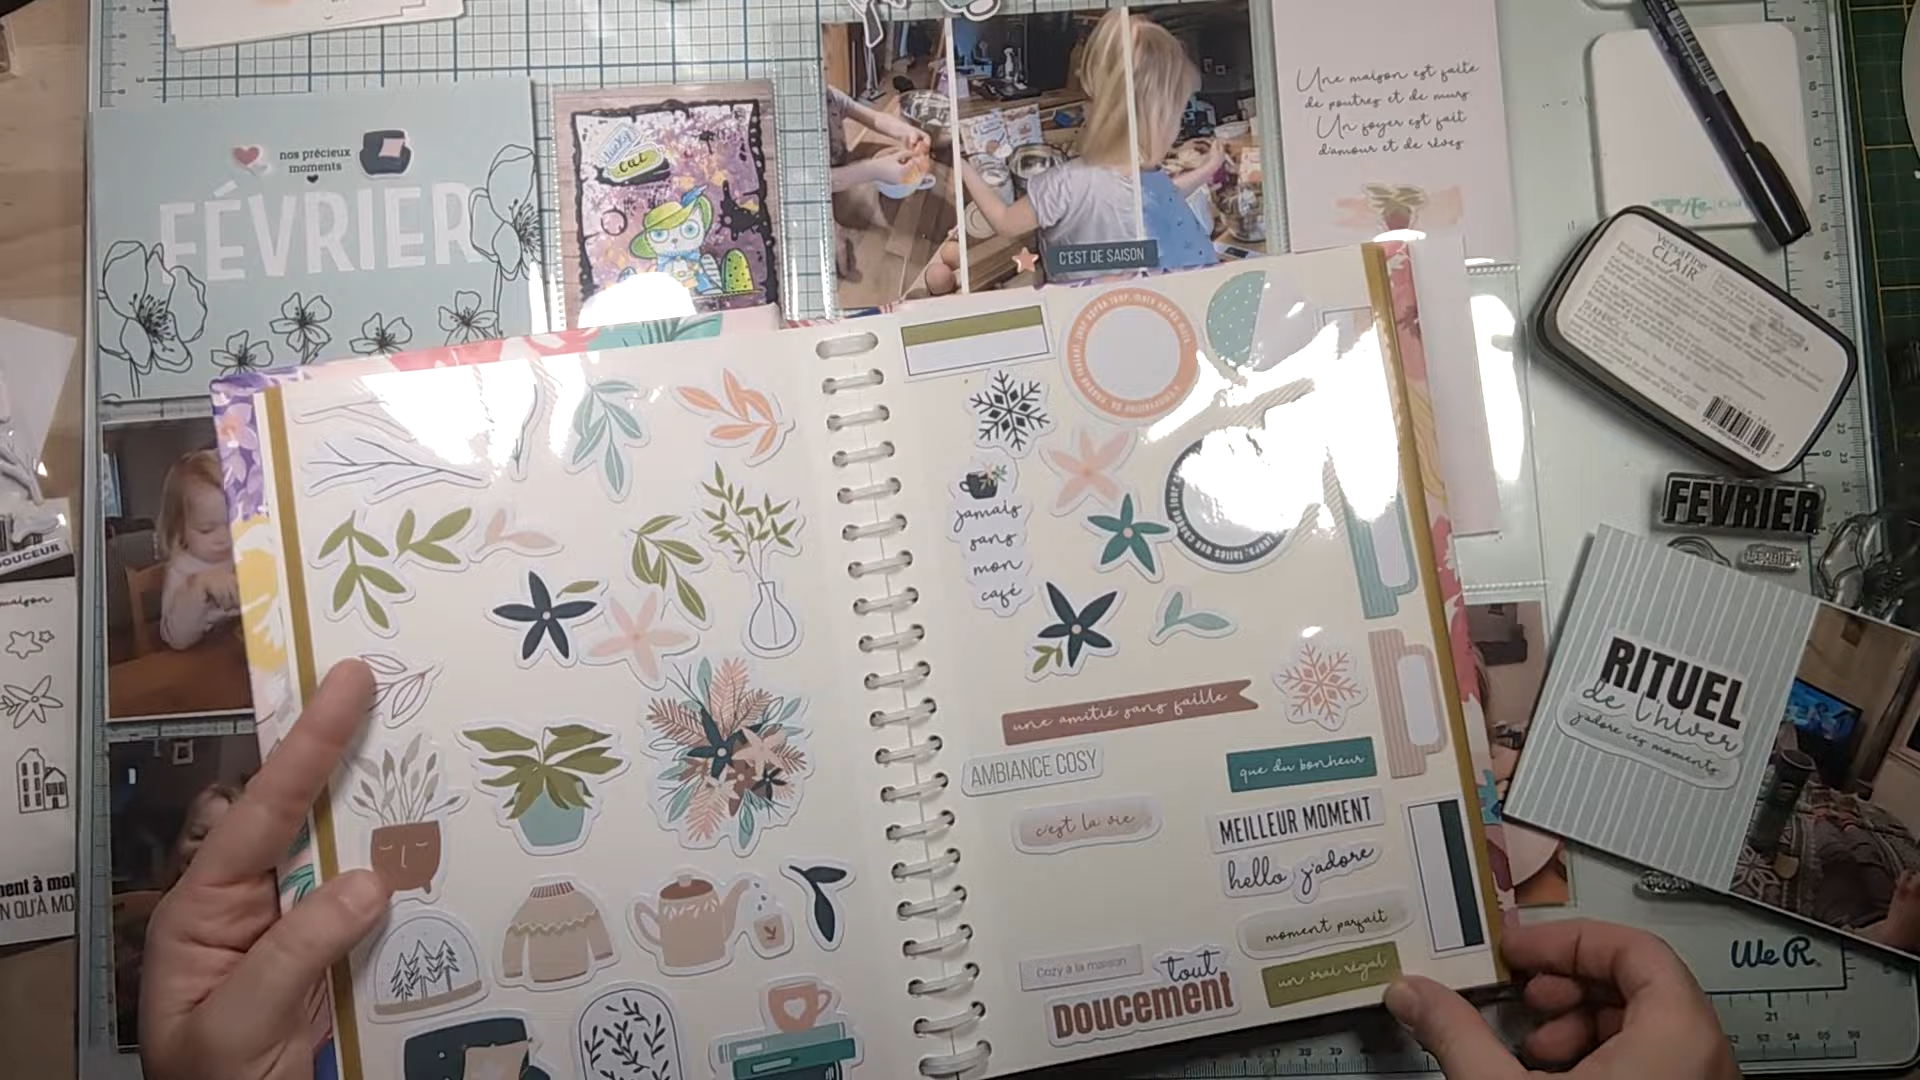 nos précieux
moments
FÉVRIER
lucky
cat
C'EST DE SAISON
Une maison est faite
de poutres et de murs
Un foyer est fait
d'amour et de rêves
VERSAFINE
CLAIR
FEVRIER
RITUEL
de l'hiver
j'adore ces moments
We R
DOUCEUR
maison
jamais
sans
mon
café
une amitié sans faille
AMBIANCE COSY
que du bonheur
c'est la vie
MEILLEUR MOMENT
hello j'adore
moment parfait
Cozy à la maison
tout
DOUCEMENT
un vrai régal